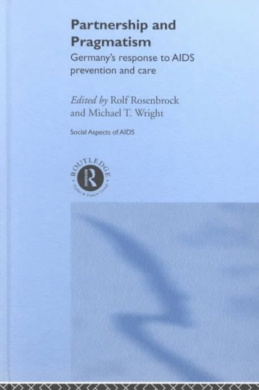 Partnership and
Pragmatism
Germany's response to AIDS
prevention and care
Edited by Rolf Rosenbrock
and Michael T. Wright
Social Aspects of AIDS
ROUTLEDGE